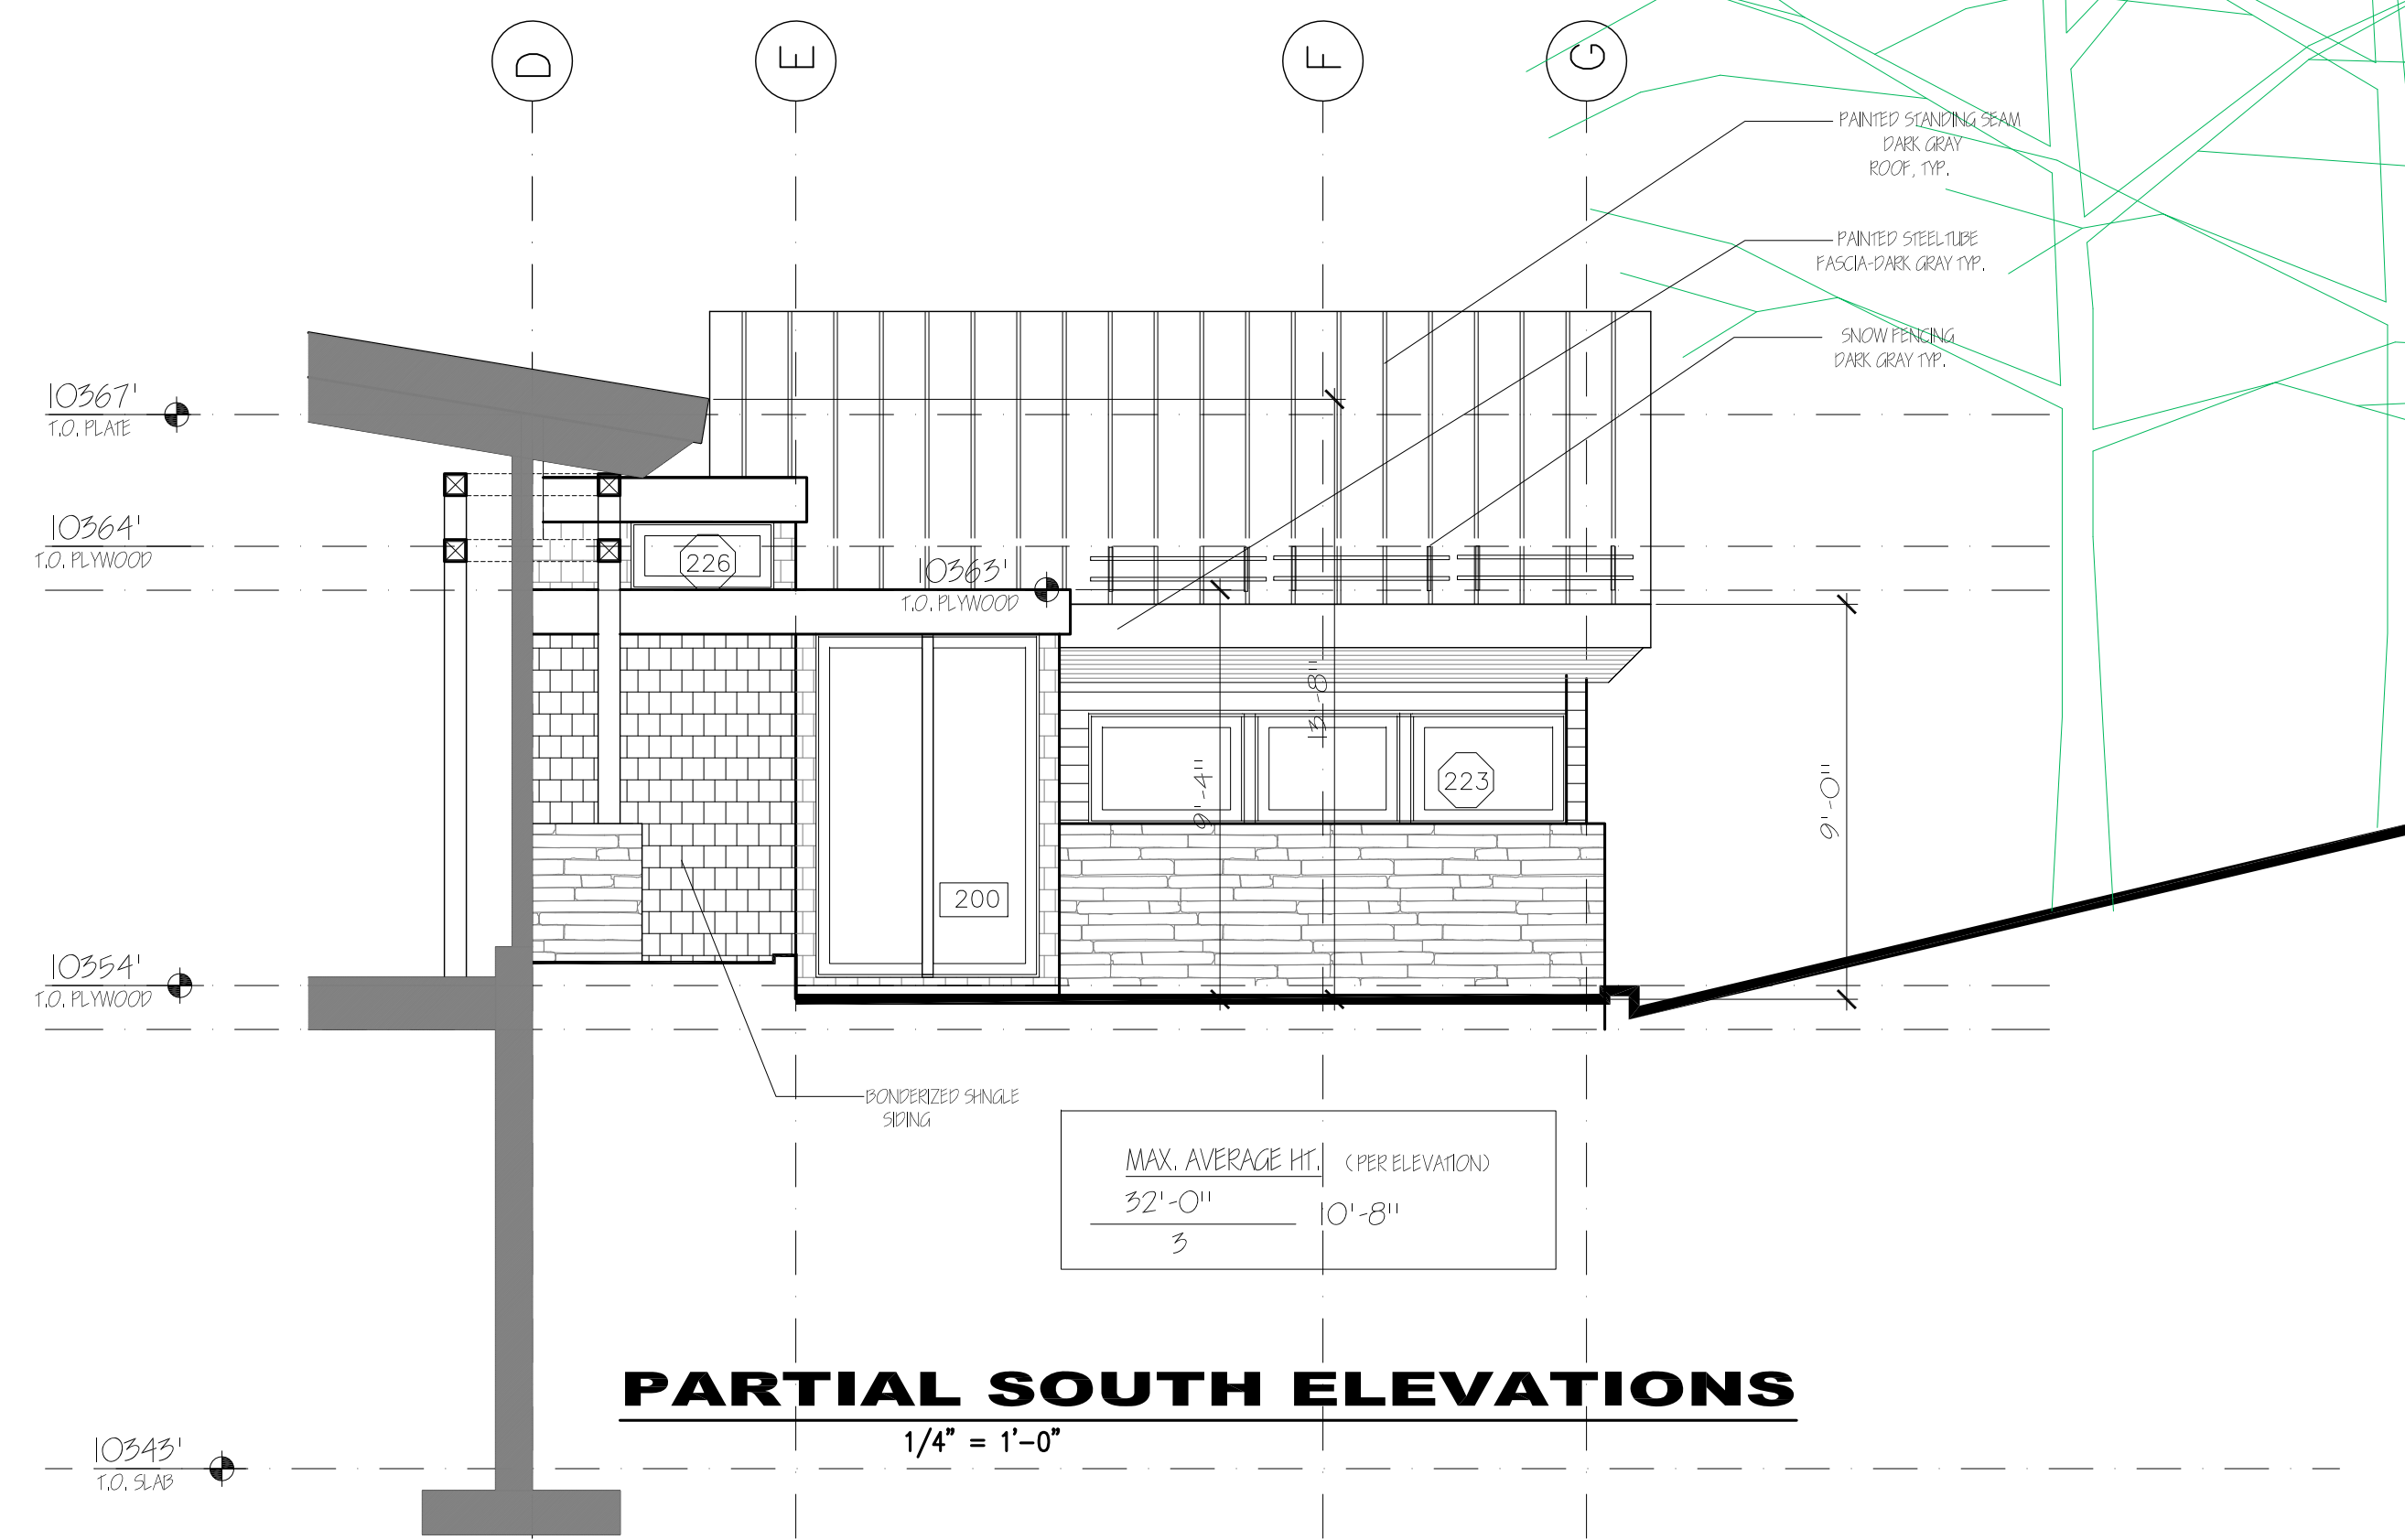 D
E
F
G
PAINTED STANDING SEAM
DARK GRAY
ROOF, TYP.
PAINTED STEEL TUBE
FASCIA-DARK GRAY TYP.
SNOW FENCING
DARK GRAY TYP.
10367'
T.O. PLATE
10364'
T.O. PLYWOOD
226
10363'
T.O. PLYWOOD
13'-8"
9'-4"
223
9'-0"
200
10354'
T.O. PLYWOOD
BONDERIZED SHNGLE
SIDING
MAX. AVERAGE HT. (PER ELEVATION)
32'-0"
10'-8"
3
PARTIAL SOUTH ELEVATIONS
1/4" = 1'-0"
10343'
T.O. SLAB